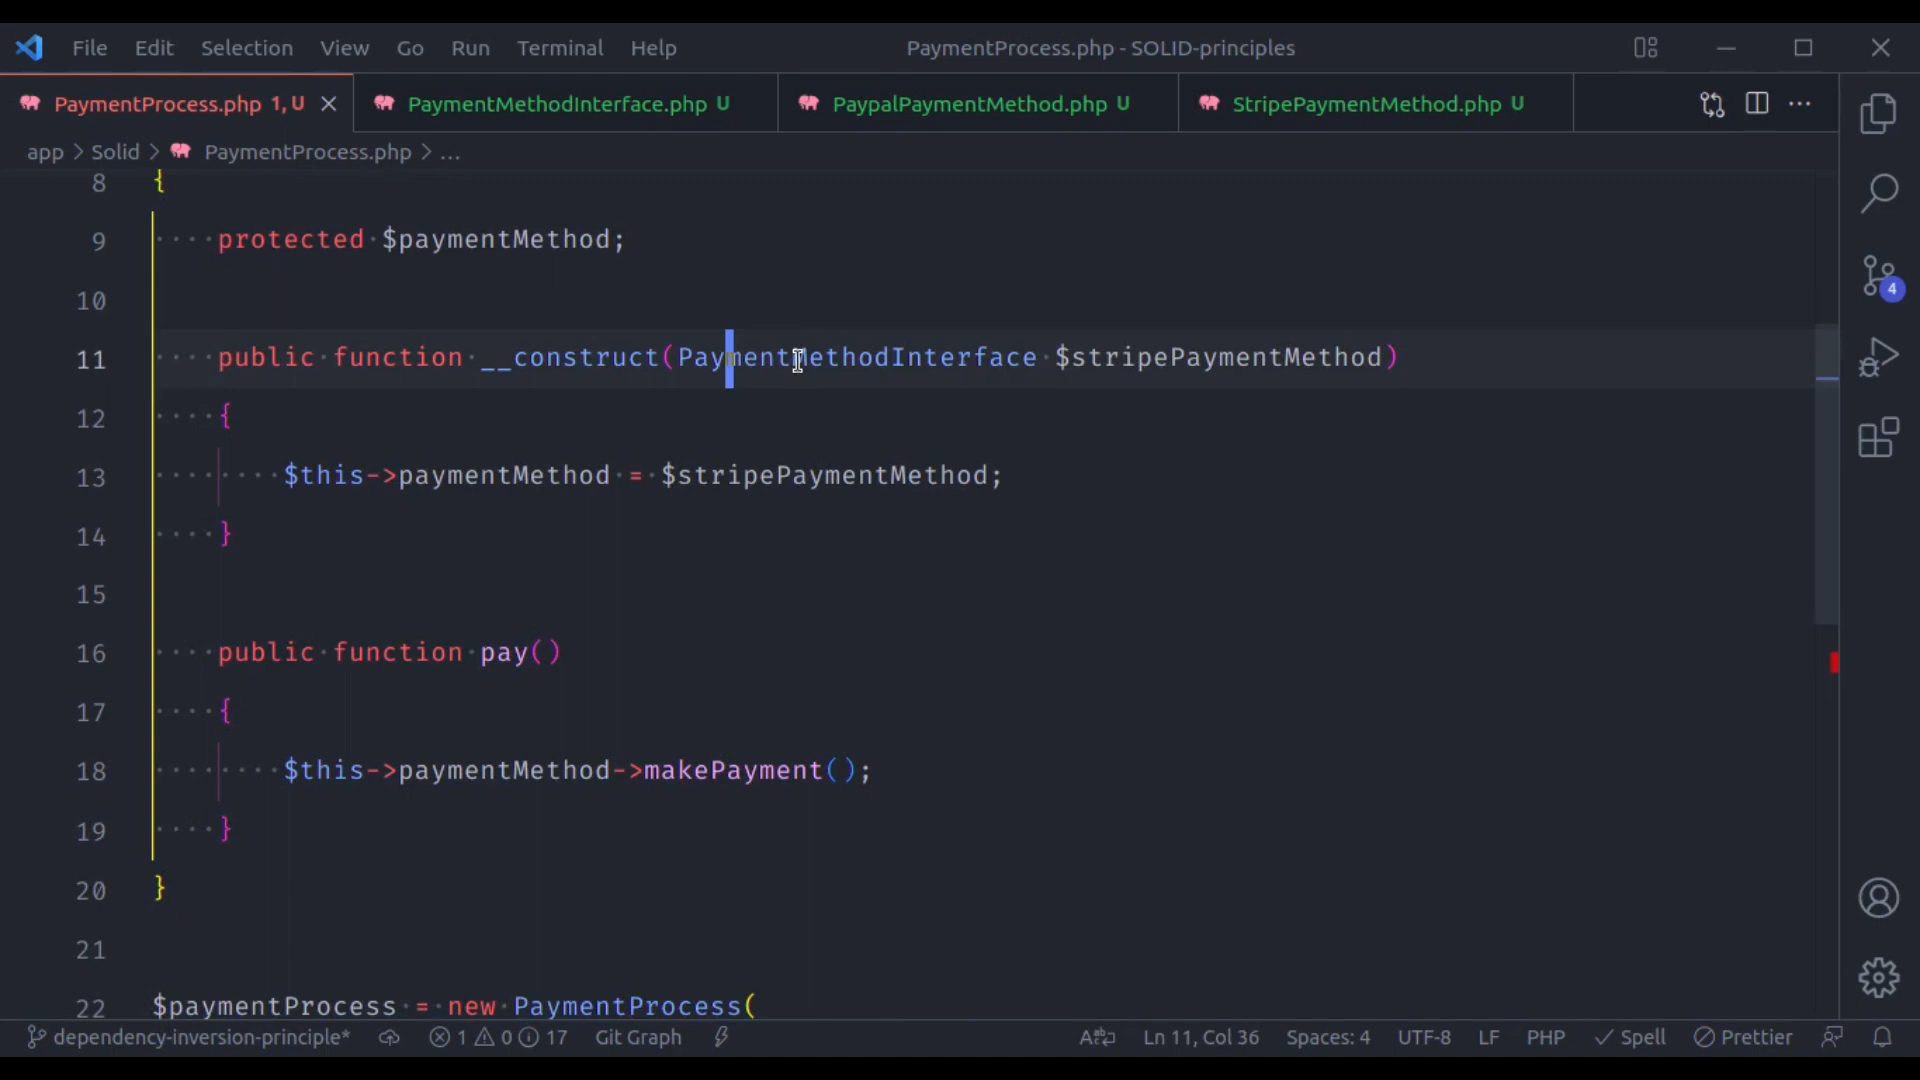 File Edit Selection View Go Run Terminal Help PaymentProcess.php - SOLID-principles
PaymentProcess.php 1, U PaymentMethodInterface.php U PaypalPaymentMethod.php U StripePaymentMethod.php U ...
app > Solid > PaymentProcess.php > ...
8 {
9 protected $paymentMethod;
10
11 public function __construct(PaymentMethodInterface $stripePaymentMethod)
12 {
13 $this->paymentMethod = $stripePaymentMethod;
14 }
15
16 public function pay()
17 {
18 $this->paymentMethod->makePayment();
19 }
20 }
21
22 $paymentProcess = new PaymentProcess(
4
dependency-inversion-principle* 1 0 17 Git Graph Ln 11, Col 36 Spaces: 4 UTF-8 LF PHP Spell Prettier